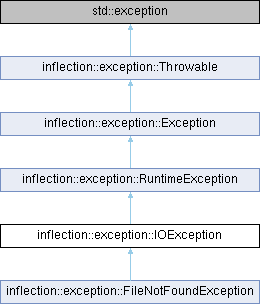 std::exception
inflection::exception::Throwable
inflection::exception::Exception
inflection::exception::RuntimeException
inflection::exception::IOException
inflection::exception::FileNotFoundException